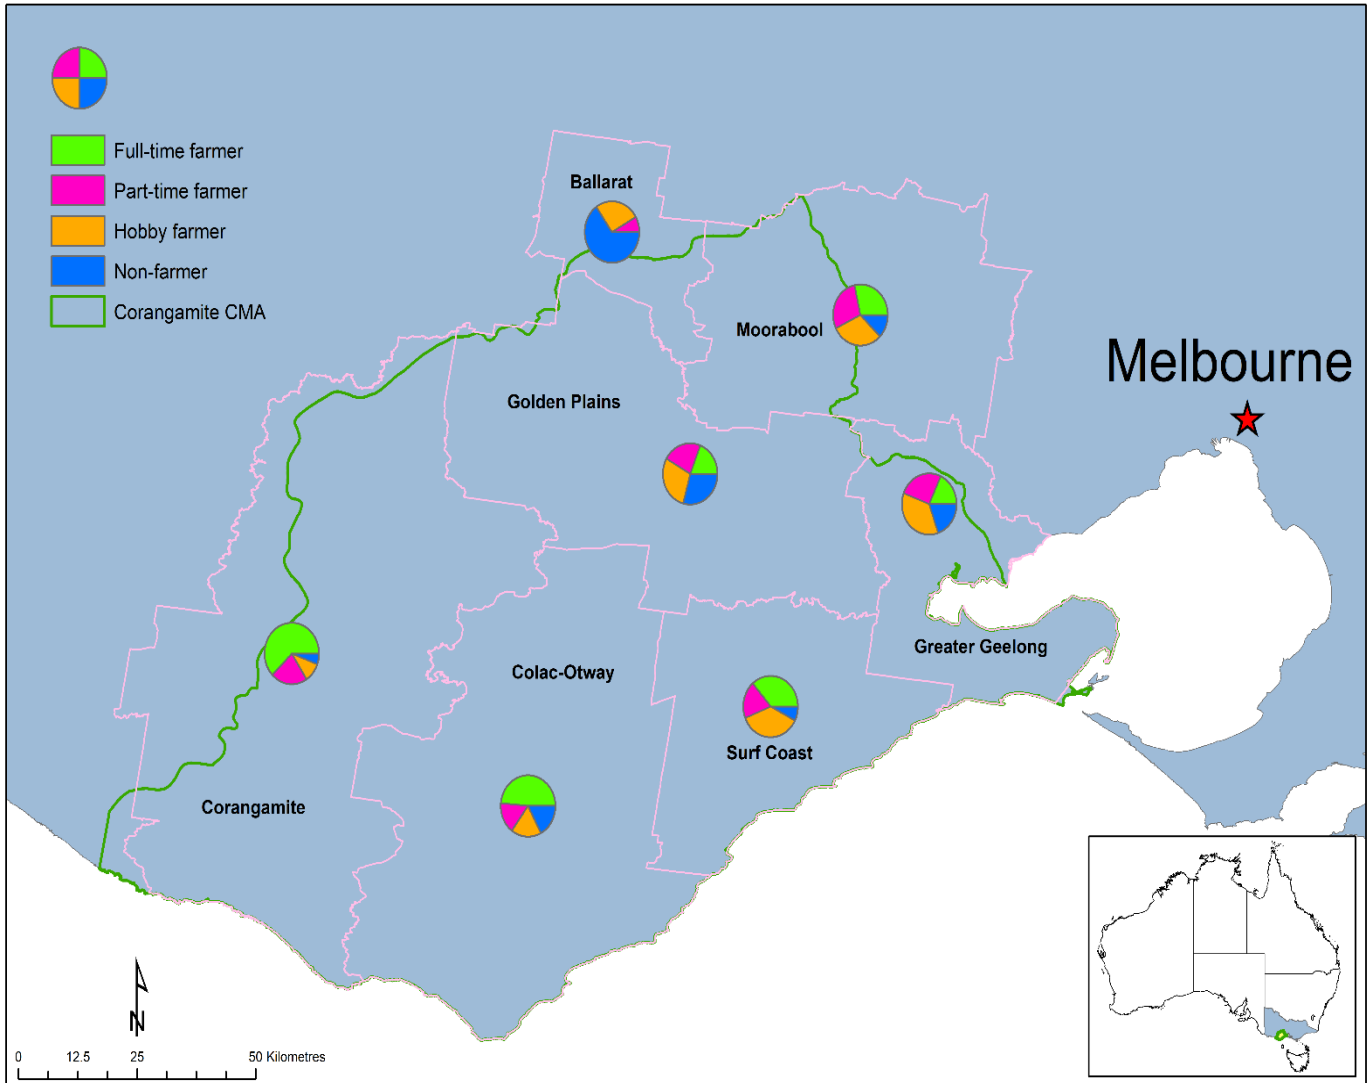 Full-time farmer
Part-time farmer
Hobby farmer
Non-farmer
Corangamite CMA
Ballarat
Moorabool
Melbourne
Golden Plains
Greater Geelong
Colac-Otway
Surf Coast
Corangamite
N
0 12.5 25 50 Kilometres